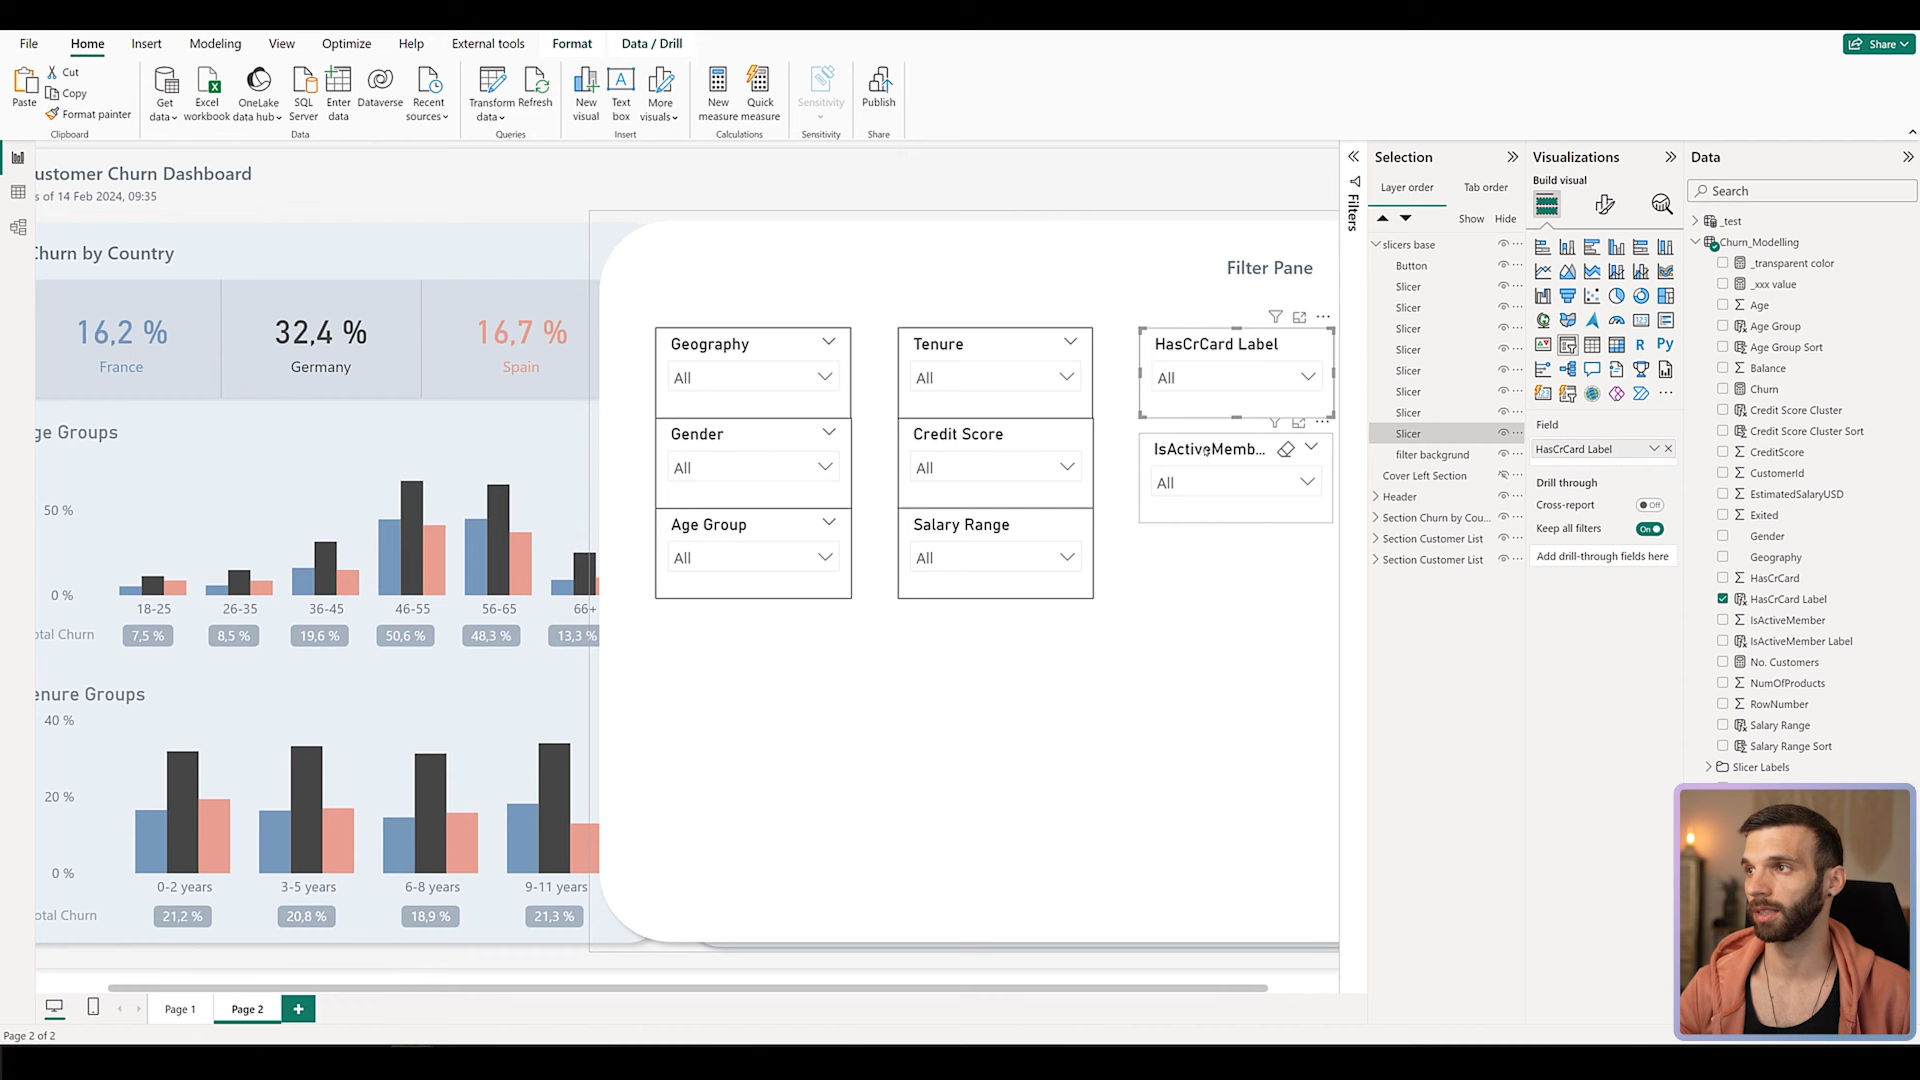 File Home Insert Modeling View Optimize Help External tools Format Data / Drill Share
Paste Cut Copy Format painter Clipboard
Get data Excel workbook OneLake data hub SQL Server Enter data Dataverse Recent sources Data
Transform data Refresh Queries
New visual Text box More visuals Insert
New measure Quick measure Calculations
Sensitivity Sensitivity
Publish Share
ustomer Churn Dashboard
s of 14 Feb 2024, 09:35
Churn by Country
16,2 % 32,4 % 16,7 %
France Germany Spain
ge Groups
50 %
0 %
18-25 26-35 36-45 46-55 56-65 66+
otal Churn 7,5 % 8,5 % 19,6 % 50,6 % 48,3 % 13,3 %
enure Groups
40 %
20 %
0 %
0-2 years 3-5 years 6-8 years 9-11 years
otal Churn 21,2 % 20,8 % 18,9 % 21,3 %
Filter Pane
Geography
All
Gender
All
Age Group
All
Tenure
All
Credit Score
All
Salary Range
All
HasCrCard Label
All
IsActiveMemb...
All
Filters
Selection
Layer order Tab order
Show Hide
slicers base
Button
Slicer
Slicer
Slicer
Slicer
Slicer
Slicer
Slicer
Slicer
filter backgrund
Cover Left Section
Header
Section Churn by Cou...
Section Customer List
Section Customer List
Visualizations
Build visual
R Py
Field
HasCrCard Label
Drill through
Cross-report Off
Keep all filters On
Add drill-through fields here
Data
Search
_test
Churn_Modelling
_transparent color
_xxx value
Age
Age Group
Age Group Sort
Balance
Churn
Credit Score Cluster
Credit Score Cluster Sort
CreditScore
CustomerId
EstimatedSalaryUSD
Exited
Gender
Geography
HasCrCard
HasCrCard Label
IsActiveMember
IsActiveMember Label
No. Customers
NumOfProducts
RowNumber
Salary Range
Salary Range Sort
Slicer Labels
Page 1 Page 2
Page 2 of 2